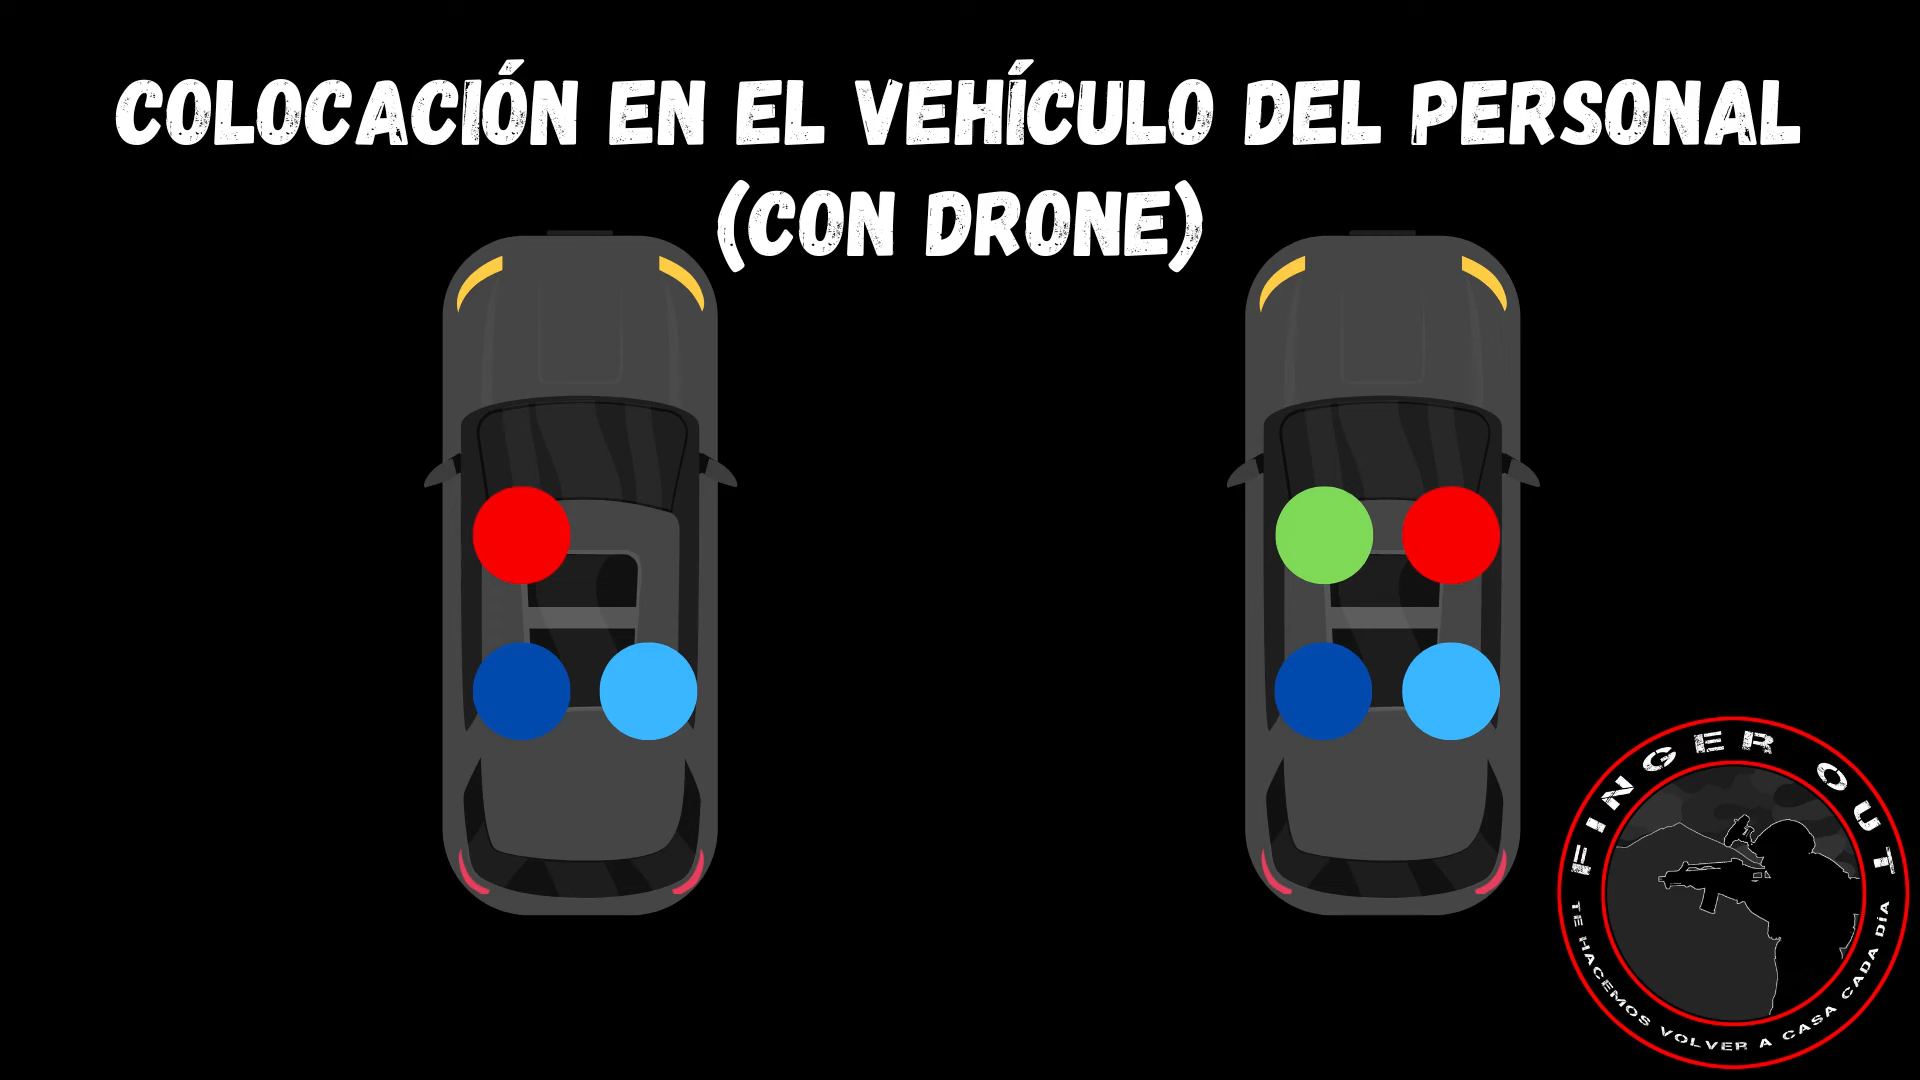 COLOCACIÓN EN EL VEHÍCULO DEL PERSONAL
(CON DRONE)
FINGER OUT
TE HACEMOS VOLVER A CASA CADA DÍA